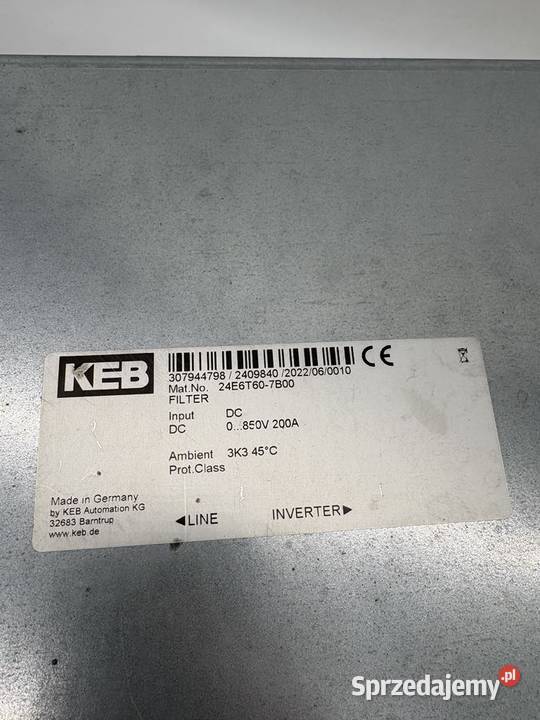 KEB
307944798 / 2409840 /2022/06/0010
CE
Mat.No. 24E6T60-7B00
FILTER
Input DC
DC 0...850V 200A
Ambient 3K3 45°C
Prot.Class
Made in Germany
by KEB Automation KG
32683 Barntrup
www.keb.de
◄LINE INVERTER►
Sprzedajemy.pl